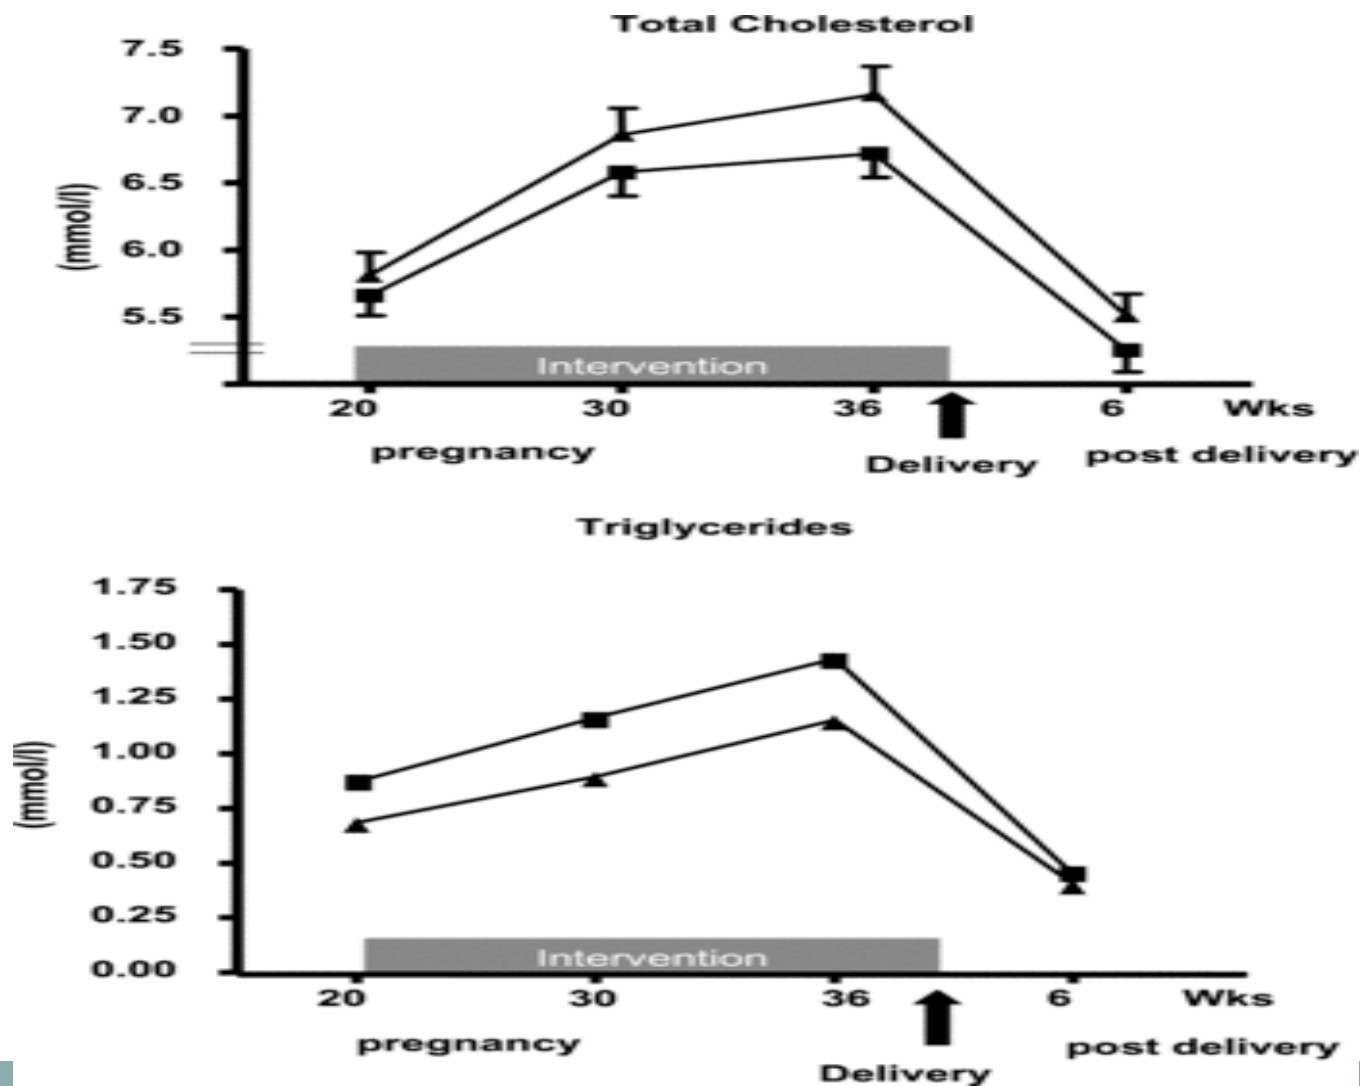 Total Cholesterol
7.5
7.0
6.5
6.0
5.5
(mmol/l)
Intervention
20 30 36 6 Wks
pregnancy Delivery post delivery
Triglycerides
1.75
1.50
1.25
1.00
0.75
0.50
0.25
0.00
(mmol/l)
Intervention
20 30 36 6 Wks
pregnancy Delivery post delivery